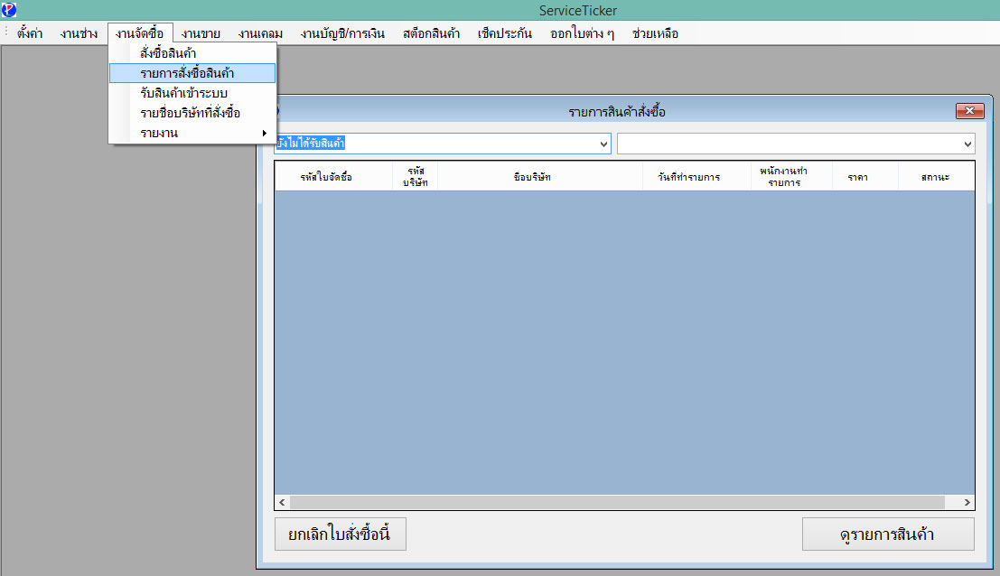 ServiceTicker
ตั้งค่า งานช่าง งานจัดซื้อ งานขาย งานเคลม งานบัญชี/การเงิน สต็อกสินค้า เช็คประกัน ออกใบต่าง ๆ ช่วยเหลือ
สั่งซื้อสินค้า
รายการสั่งซื้อสินค้า
รับสินค้าเข้าระบบ
รายชื่อบริษัทที่สั่งซื้อ
รายงาน
รายการสินค้าสั่งซื้อ
ยังไม่ได้รับสินค้า
รหัสใบจัดซื้อ รหัส บริษัท ชื่อบริษัท วันที่ทำรายการ พนักงานทำ รายการ ราคา สถานะ
ยกเลิกใบสั่งซื้อนี้ ดูรายการสินค้า